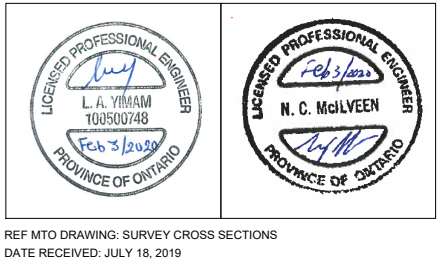 LICENSED PROFESSIONAL ENGINEER
L. A. YIMAM
100500748
Feb 3/2020
PROVINCE OF ONTARIO
LICENSED PROFESSIONAL ENGINEER
Feb 3/2020
N. C. McILVEEN
PROVINCE OF ONTARIO
REF MTO DRAWING: SURVEY CROSS SECTIONS
DATE RECEIVED: JULY 18, 2019